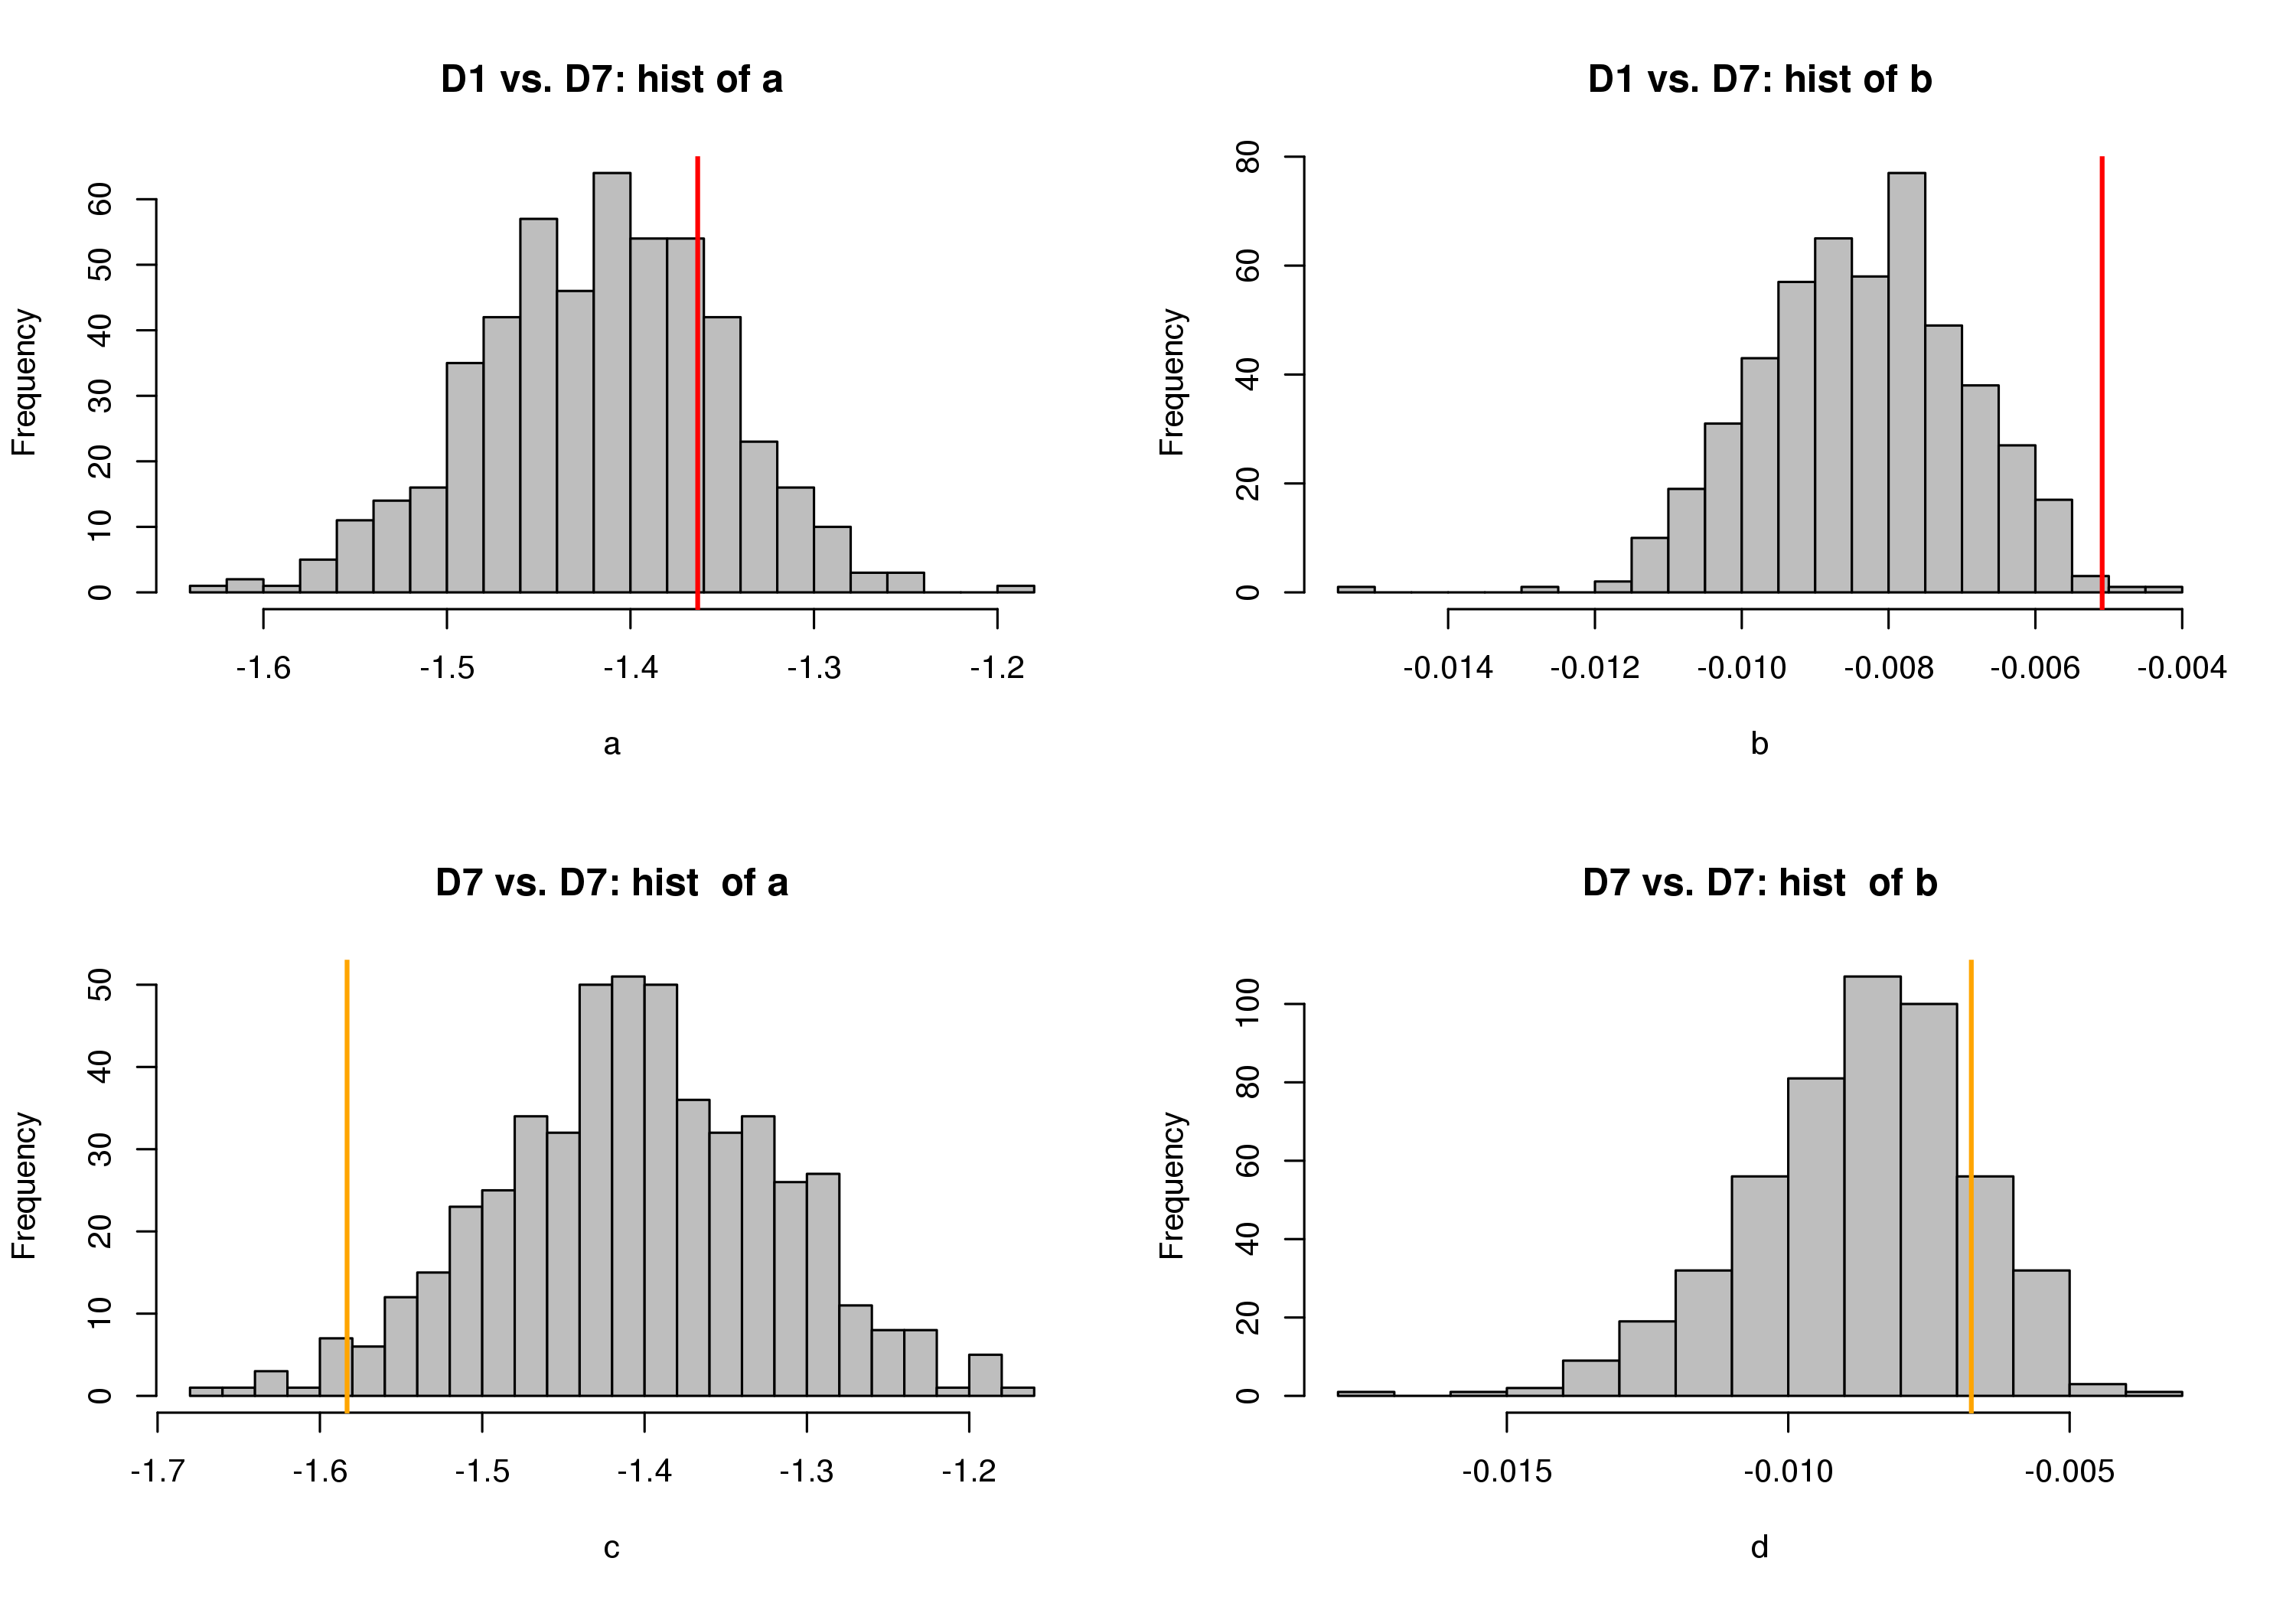 D1 vs. D7: hist of a
Frequency
0 10 20 30 40 50 60
-1.6 -1.5 -1.4 -1.3 -1.2
a
D1 vs. D7: hist of b
Frequency
0 20 40 60 80
-0.014 -0.012 -0.010 -0.008 -0.006 -0.004
b
D7 vs. D7: hist  of a
Frequency
0 10 20 30 40 50
-1.7 -1.6 -1.5 -1.4 -1.3 -1.2
c
D7 vs. D7: hist  of b
Frequency
0 20 40 60 80 100
-0.015 -0.010 -0.005
d